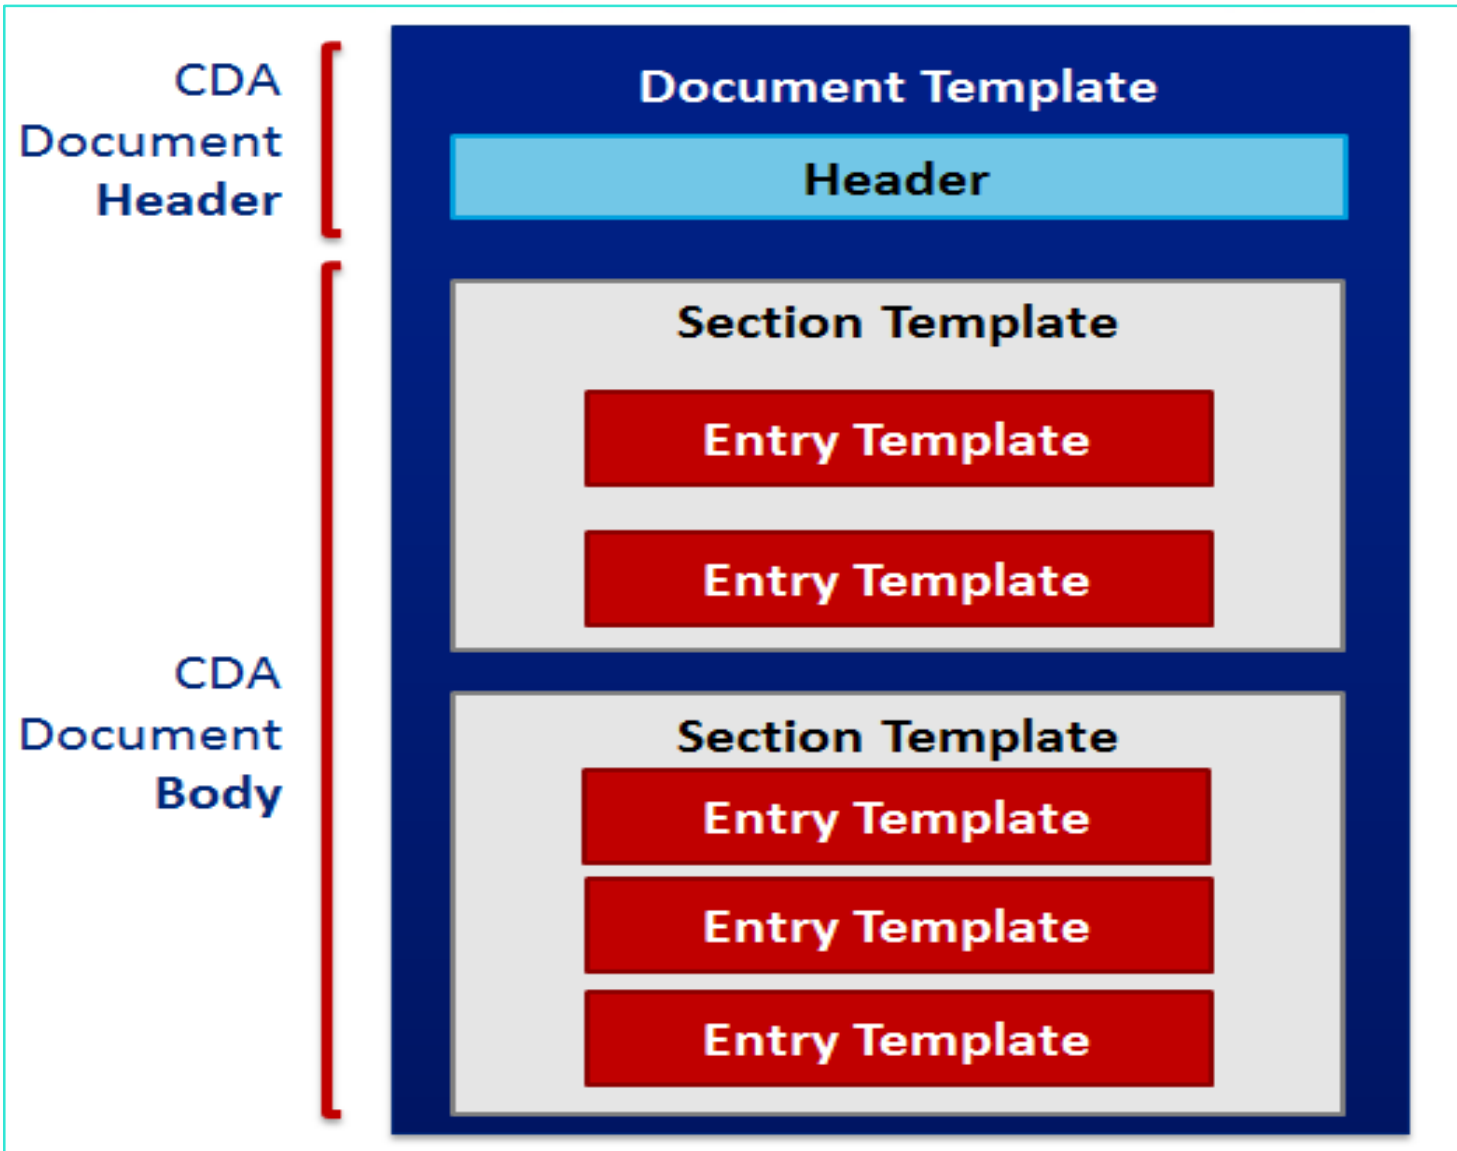 CDA
Document
Header
Document Template
Header
CDA
Document
Body
Section Template
Entry Template
Entry Template
Section Template
Entry Template
Entry Template
Entry Template